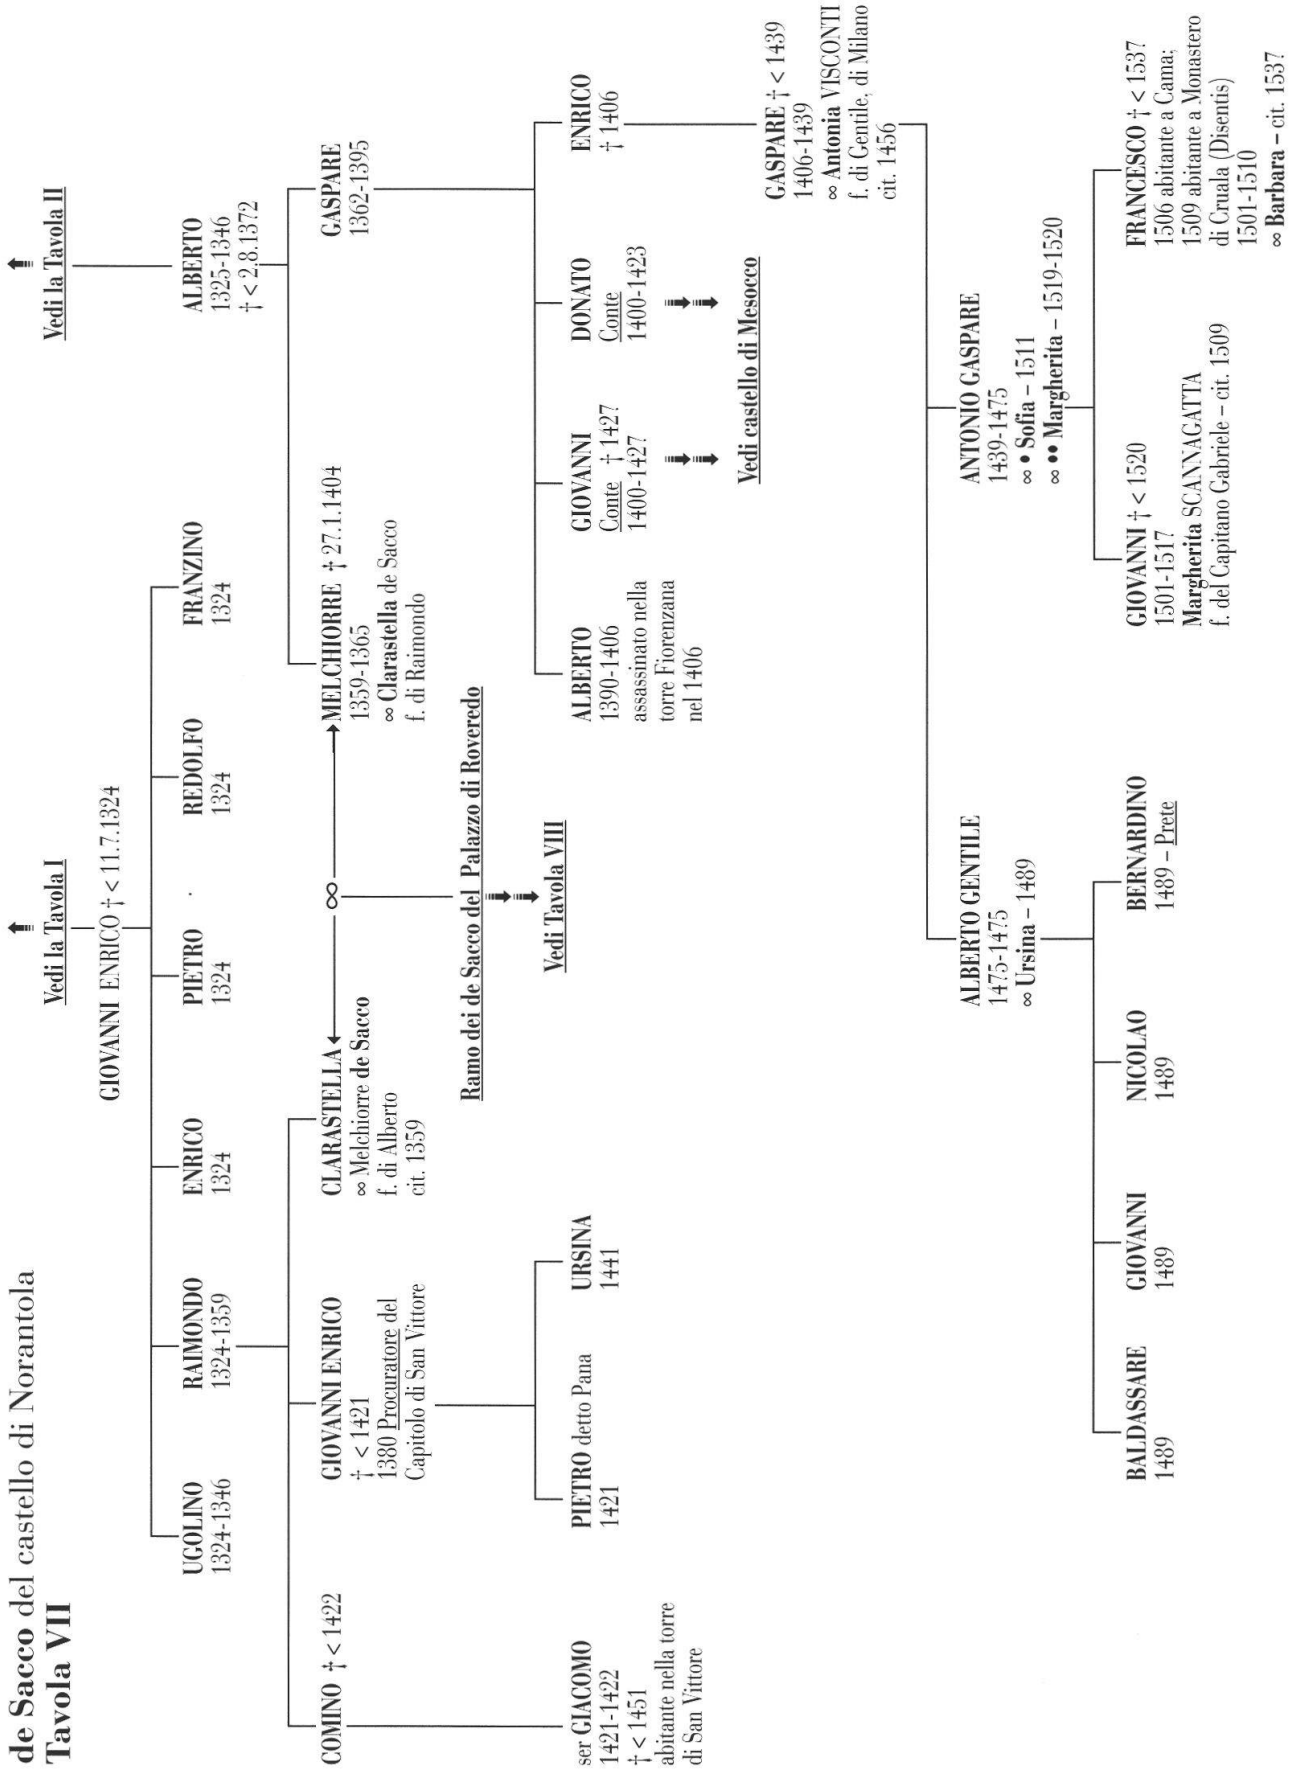 de Sacco del castello di Norantola
Tavola VII
Vedi la Tavola I
Vedi la Tavola II
GIOVANNI ENRICO † < 11.7.1324
UGOLINO
1324-1346
RAIMONDO
1324-1359
ENRICO
1324
PIETRO
1324
REDOLFO
1324
FRANZINO
1324
ALBERTO
1325-1346
† < 2.8.1372
COMINO † < 1422
GIOVANNI ENRICO
† < 1421
1380 Procuratore del
Capitolo di San Vittore
CLARASTELLA
∞ Melchiorre de Sacco
f. di Alberto
cit. 1359
∞
MELCHIORRE † 27.1.1404
1359-1365
∞ Clarastella de Sacco
f. di Raimondo
GASPARE
1362-1395
Ramo dei de Sacco del Palazzo di Roveredo
Vedi Tavola VIII
ser GIACOMO
1421-1422
† < 1451
abitante nella torre
di San Vittore
PIETRO detto Pana
1421
URSINA
1441
ALBERTO
1390-1406
assassinato nella
torre Fiorenzana
nel 1406
GIOVANNI
Conte † 1427
1400-1427
DONATO
Conte
1400-1423
ENRICO
† 1406
Vedi castello di Mesocco
GASPARE † < 1439
1406-1439
∞ Antonia VISCONTI
f. di Gentile, di Milano
cit. 1456
ALBERTO GENTILE
1475-1475
∞ Ursina – 1489
ANTONIO GASPARE
1439-1475
∞ • Sofia – 1511
∞ •• Margherita – 1519-1520
BALDASSARE
1489
GIOVANNI
1489
NICOLAO
1489
BERNARDINO
1489 – Prete
GIOVANNI † < 1520
1501-1517
Margherita SCANNAGATTA
f. del Capitano Gabriele – cit. 1509
FRANCESCO † < 1537
1506 abitante a Cama;
1509 abitante a Monastero
di Cruala (Disentis)
1501-1510
∞ Barbara – cit. 1537